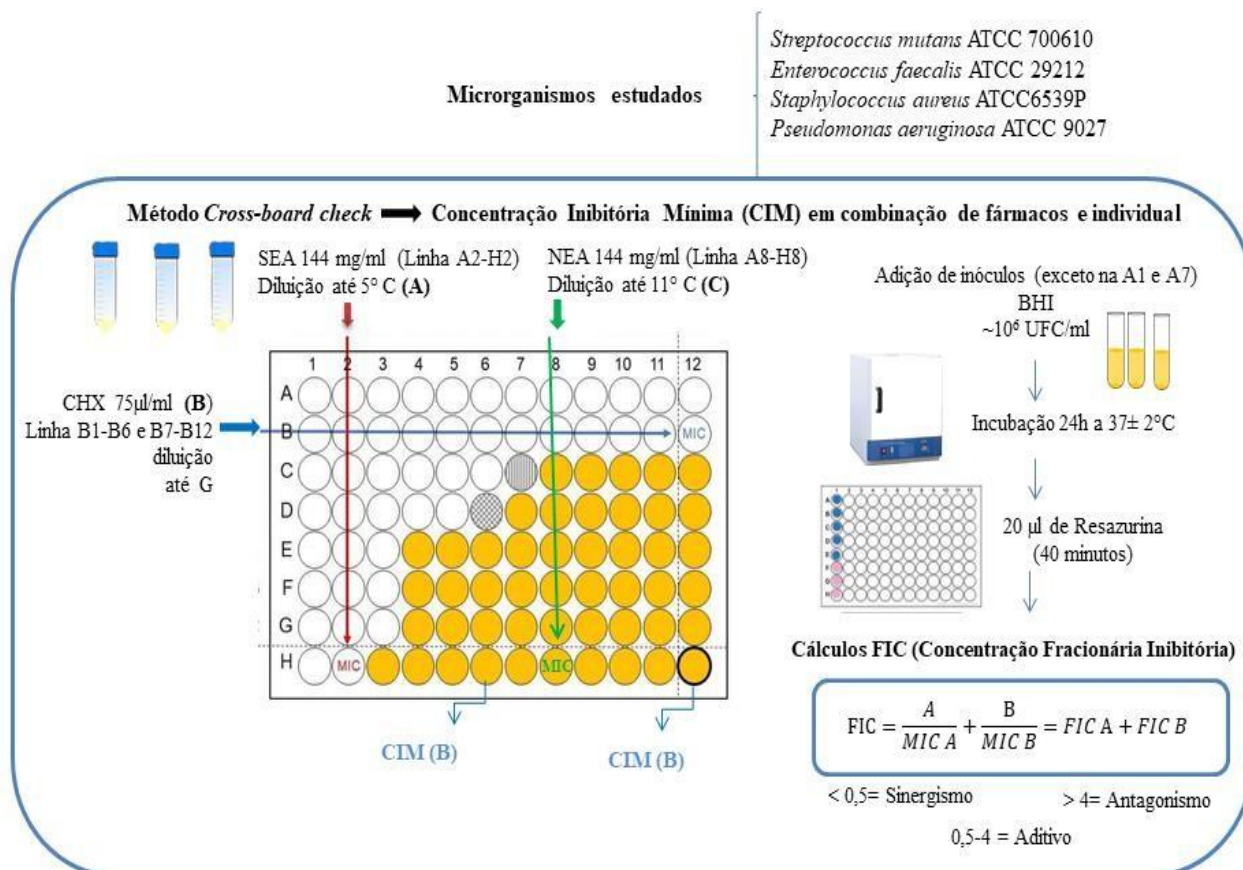 Streptococcus mutans ATCC 700610
Enterococcus faecalis ATCC 29212
Microrganismos estudados
Staphylococcus aureus ATCC6539P
Pseudomonas aeruginosa ATCC 9027
Método Cross-board check → Concentração Inibitória Mínima (CIM) em combinação de fármacos e individual
SEA 144 mg/ml (Linha A2-H2)
Diluição até 5° C (A)
NEA 144 mg/ml (Linha A8-H8)
Diluição até 11° C (C)
CHX 75µl/ml (B)
Linha B1-B6 e B7-B12
diluição
até G
1 2 3 4 5 6 7 8 9 10 11 12
A
B MIC
C
D
E
F
G
H MIC MIC
CIM (B) CIM (B)
Adição de inóculos (exceto na A1 e A7)
BHI
~10⁶ UFC/ml
Incubação 24h a 37± 2°C
20 µl de Resazurina
(40 minutos)
Cálculos FIC (Concentração Fracionária Inibitória)
FIC = A/MIC A + B/MIC B = FIC A + FIC B
< 0,5= Sinergismo > 4= Antagonismo
0,5-4 = Aditivo